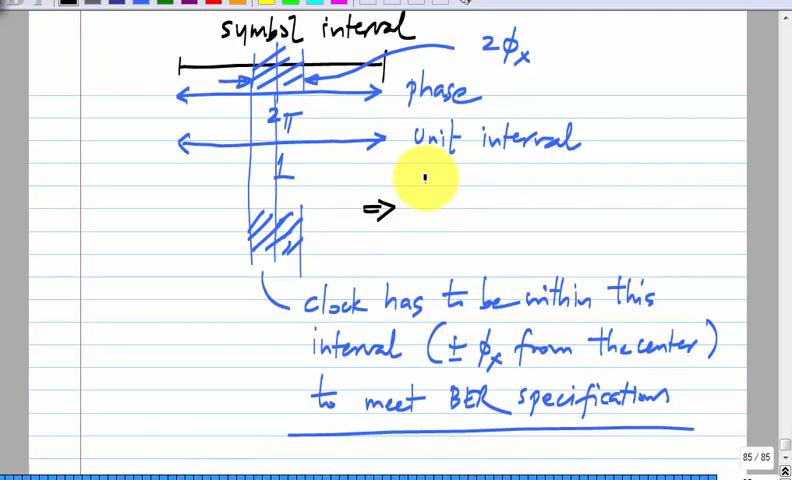 symbol interval
2φₓ
phase
2π
unit interval
1
⇒
clock has to be within this
interval (± φₓ from the center)
to meet BER specifications
85 / 85